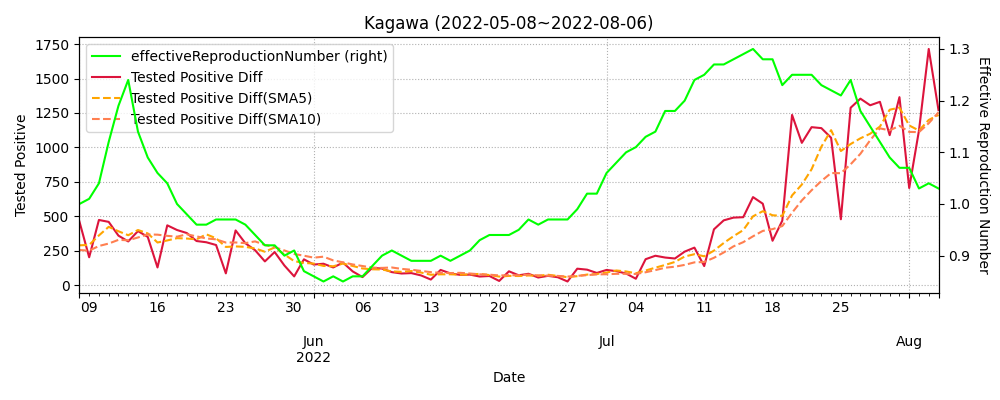 Kagawa (2022-05-08~2022-08-06)
effectiveReproductionNumber (right)
Tested Positive Diff
Tested Positive Diff(SMA5)
Tested Positive Diff(SMA10)
Tested Positive
1750
1500
1250
1000
750
500
250
0
1.3
1.2
1.1
1.0
0.9
Effective Reproduction Number
09 16 23 30 06 13 20 27 04 11 18 25
Jun Jul Aug
2022
Date